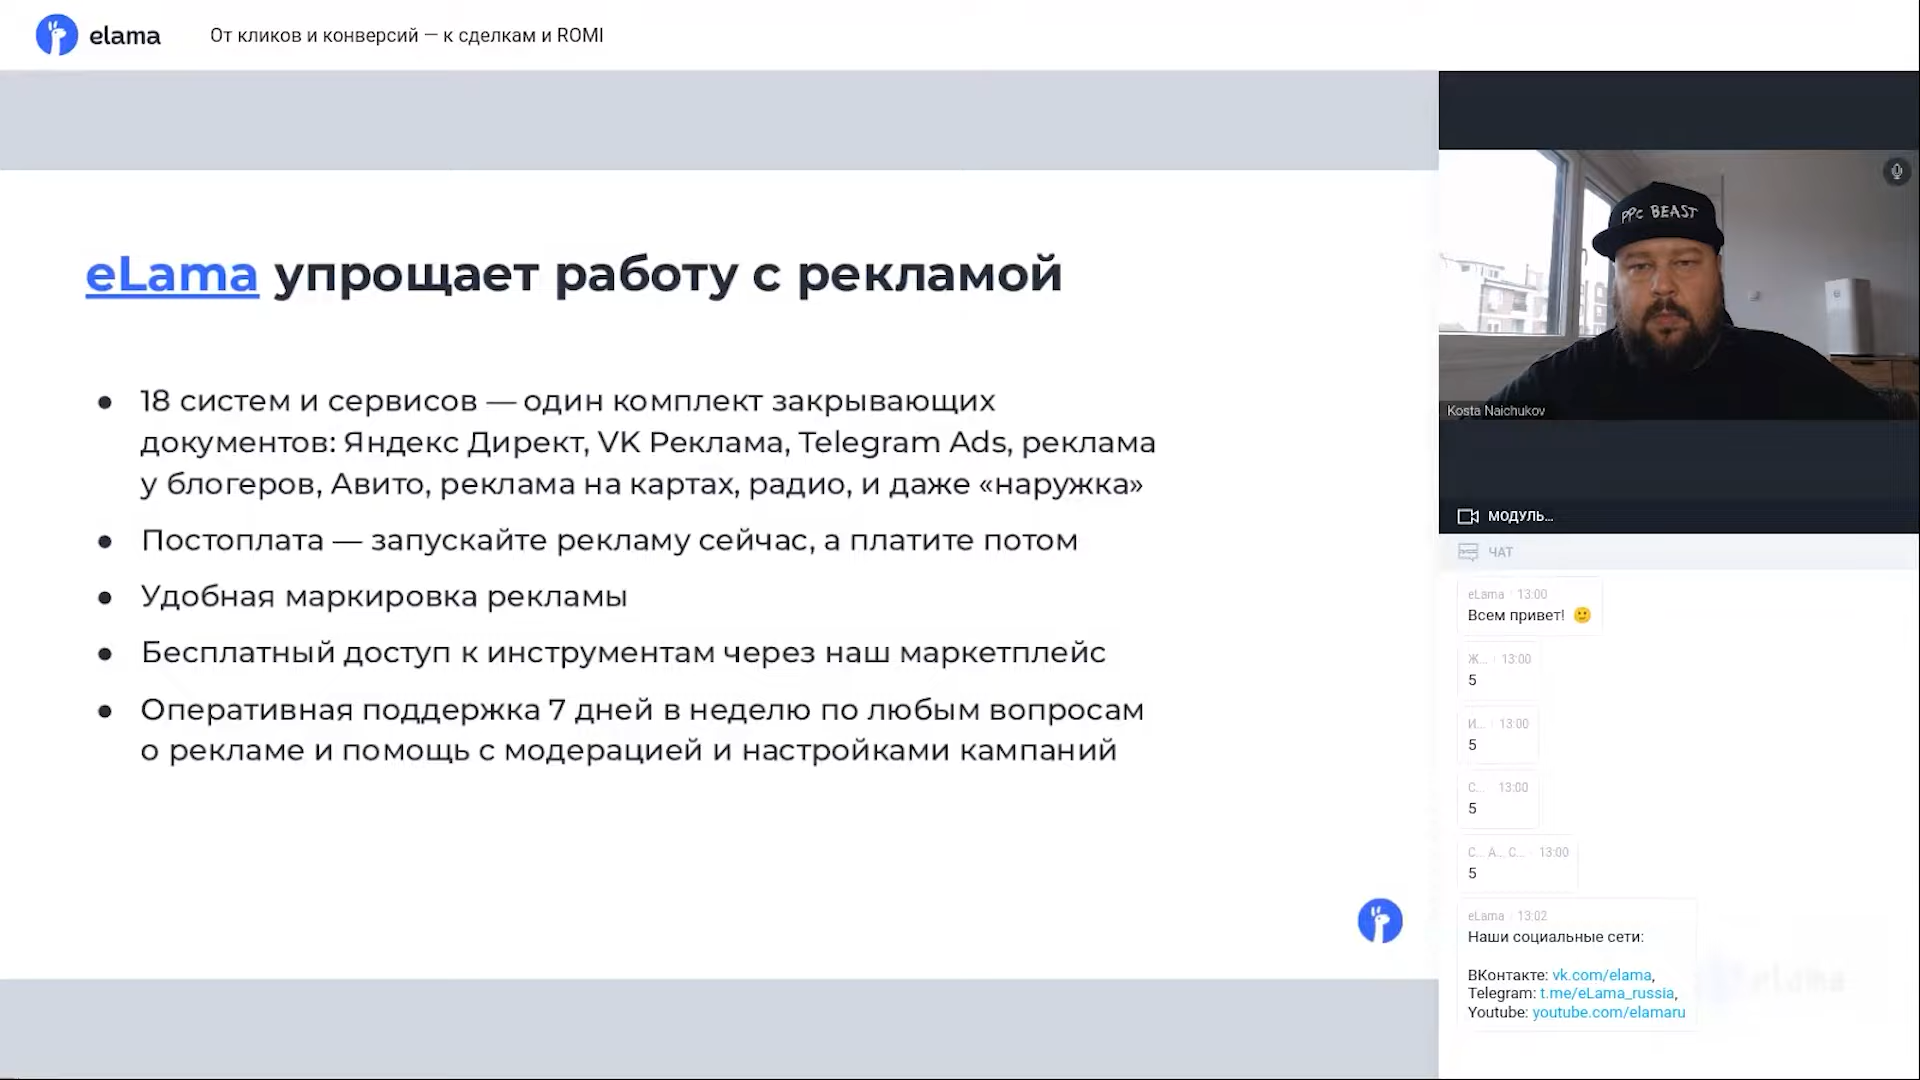 elama
От кликов и конверсий — к сделкам и ROMI
eLama упрощает работу с рекламой
● 18 систем и сервисов — один комплект закрывающих
документов: Яндекс Директ, VK Реклама, Telegram Ads, реклама
у блогеров, Авито, реклама на картах, радио, и даже «наружка»
● Постоплата — запускайте рекламу сейчас, а платите потом
● Удобная маркировка рекламы
● Бесплатный доступ к инструментам через наш маркетплейс
● Оперативная поддержка 7 дней в неделю по любым вопросам
о рекламе и помощь с модерацией и настройками кампаний
PPC BEAST
Kosta Naichukov
МОДУЛЬ...
ЧАТ
eLama 13:00
Всем привет! 🙂
Ж... 13:00
5
И... 13:00
5
С... 13:00
5
С... А... С... 13:00
5
eLama 13:02
Наши социальные сети:
ВКонтакте: vk.com/elama,
Telegram: t.me/eLama_russia,
Youtube: youtube.com/elamaru
elama